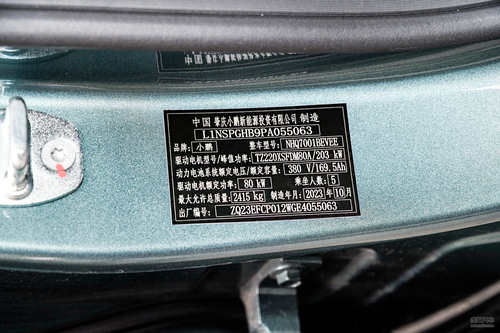 中国 肇庆小鹏新能源投资有限公司 制造
L1NSPGHB9PA055063
品牌: 小鹏 整车型号: NHQ7001BEVEE
驱动电机型号/峰值功率: TZ220XSFDM80A/203 kW
动力电池系统额定电压/额定容量: 380 V/169.5Ah
驱动电机额定功率: 80 kW 乘坐人数: 5
最大允许总质量: 2415 kg 制造年月: 2023年10月
出厂编号: ZQ23EFCP012WGE4055063